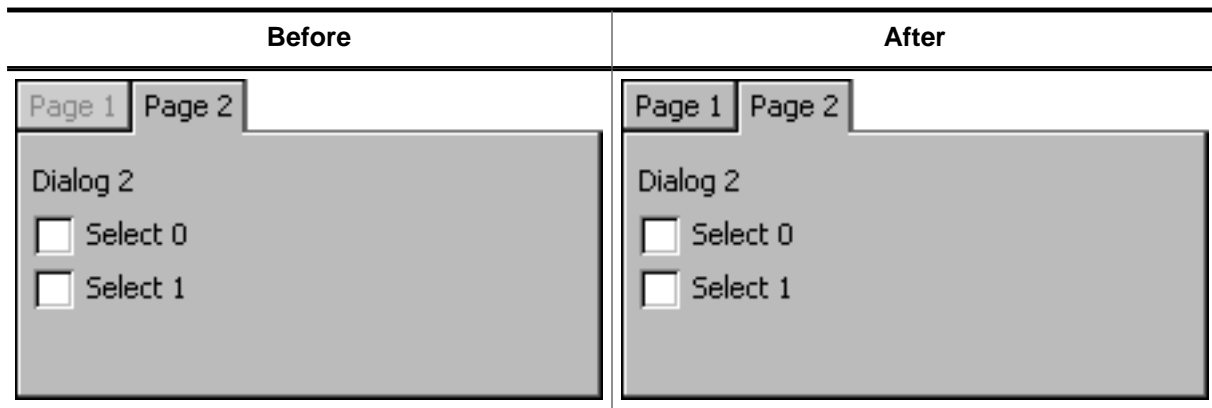 Before After
Page 1 Page 2 Page 1 Page 2
Dialog 2 Dialog 2
Select 0 Select 0
Select 1 Select 1